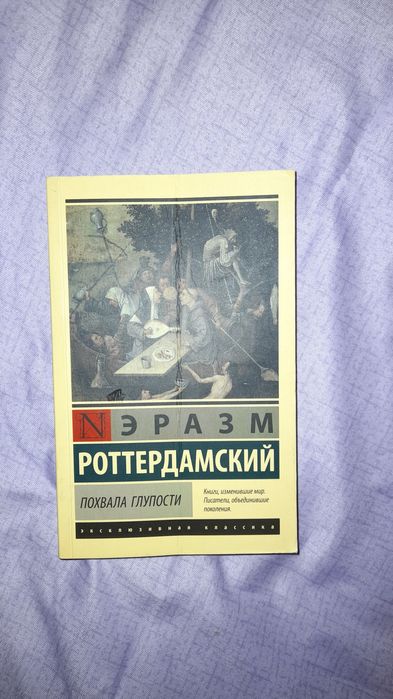 N ЭРАЗМ
РОТТЕРДАМСКИЙ
ПОХВАЛА ГЛУПОСТИ
Книги, изменившие мир.
Писатели, объединившие
поколения.
эксклюзивная классика